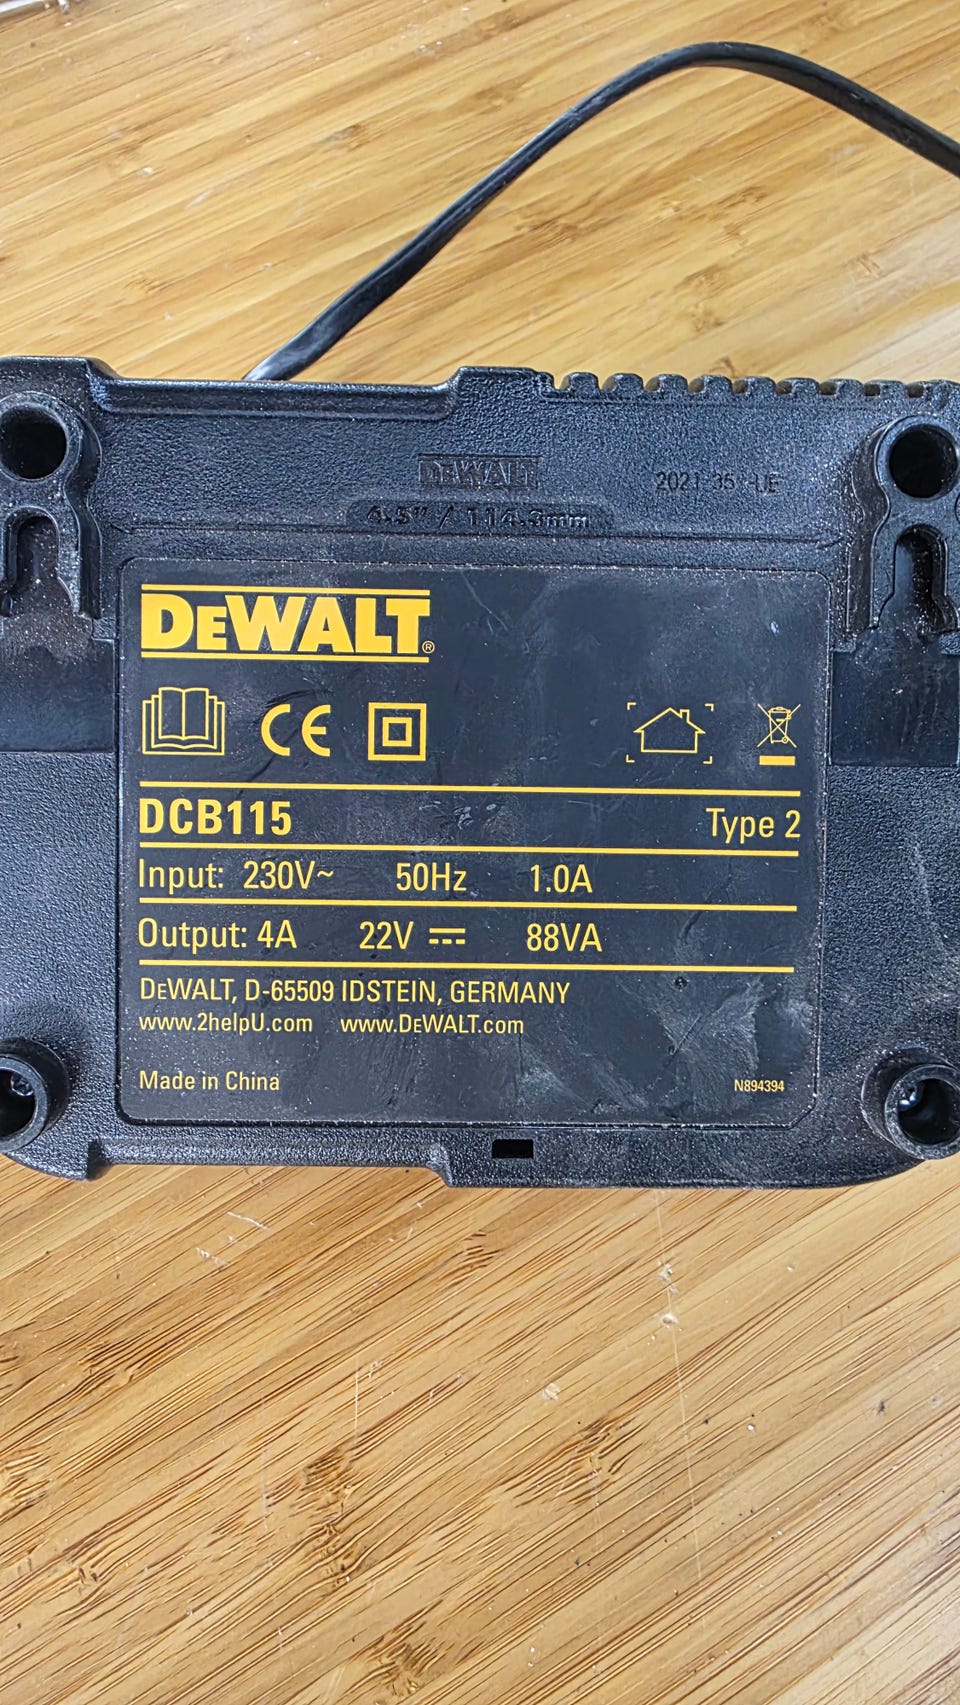 DEWALT
2021 35 -UE
4.5" / 114.3mm
DEWALT®
CE
DCB115 Type 2
Input: 230V~ 50Hz 1.0A
Output: 4A 22V ⎓ 88VA
DEWALT, D-65509 IDSTEIN, GERMANY
www.2helpU.com www.DEWALT.com
Made in China N894394